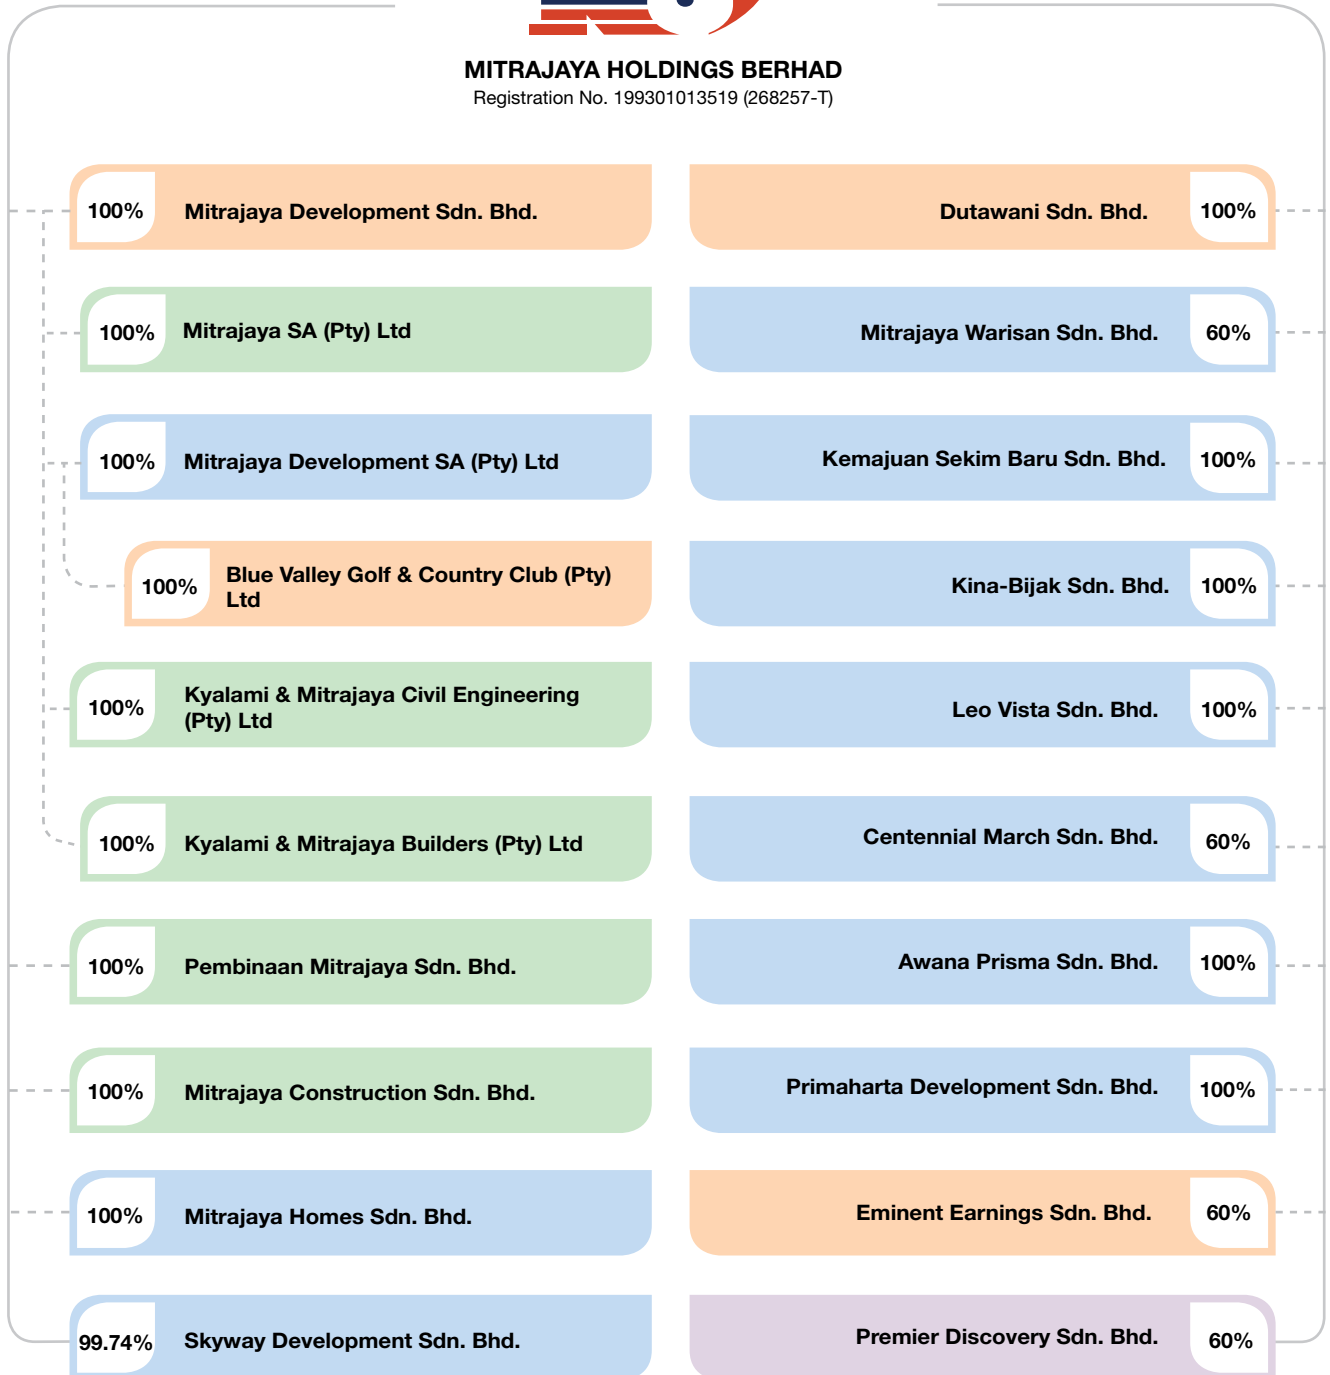 MITRAJAYA HOLDINGS BERHAD
Registration No. 199301013519 (268257-T)
100%
Mitrajaya Development Sdn. Bhd.
100%
Mitrajaya SA (Pty) Ltd
100%
Mitrajaya Development SA (Pty) Ltd
100%
Blue Valley Golf & Country Club (Pty)
Ltd
100%
Kyalami & Mitrajaya Civil Engineering
(Pty) Ltd
100%
Kyalami & Mitrajaya Builders (Pty) Ltd
100%
Pembinaan Mitrajaya Sdn. Bhd.
100%
Mitrajaya Construction Sdn. Bhd.
100%
Mitrajaya Homes Sdn. Bhd.
99.74%
Skyway Development Sdn. Bhd.
Dutawani Sdn. Bhd.
100%
Mitrajaya Warisan Sdn. Bhd.
60%
Kemajuan Sekim Baru Sdn. Bhd.
100%
Kina-Bijak Sdn. Bhd.
100%
Leo Vista Sdn. Bhd.
100%
Centennial March Sdn. Bhd.
60%
Awana Prisma Sdn. Bhd.
100%
Primaharta Development Sdn. Bhd.
100%
Eminent Earnings Sdn. Bhd.
60%
Premier Discovery Sdn. Bhd.
60%